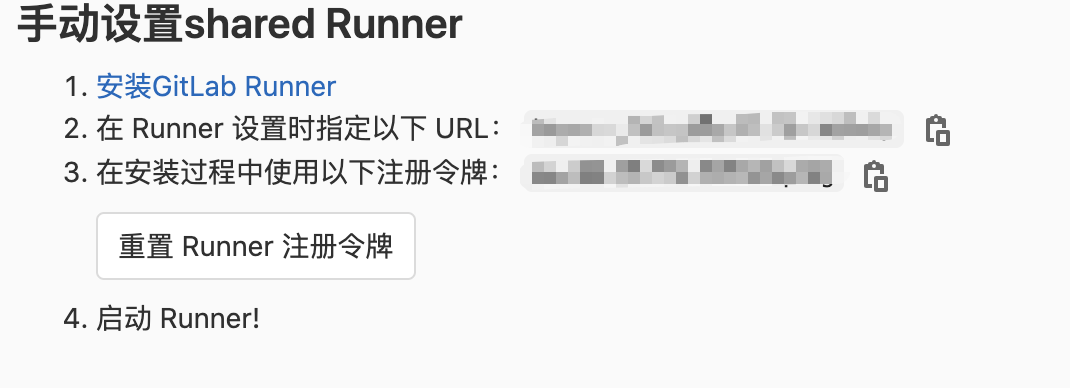 手动设置shared Runner
1. 安装GitLab Runner
2. 在 Runner 设置时指定以下 URL：
3. 在安装过程中使用以下注册令牌：
重置 Runner 注册令牌
4. 启动 Runner!